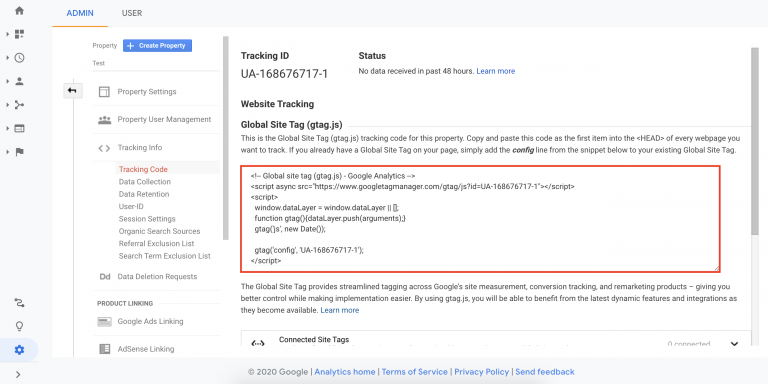 ADMIN
USER
Property
+ Create Property
Test
Property Settings
Property User Management
Tracking Info
Tracking Code
Data Collection
Data Retention
User-ID
Session Settings
Organic Search Sources
Referral Exclusion List
Search Term Exclusion List
Dd Data Deletion Requests
PRODUCT LINKING
Google Ads Linking
AdSense Linking
Tracking ID
UA-168676717-1
Status
No data received in past 48 hours. Learn more
Website Tracking
Global Site Tag (gtag.js)
This is the Global Site Tag (gtag.js) tracking code for this property. Copy and paste this code as the first item into the <HEAD> of every webpage you
want to track. If you already have a Global Site Tag on your page, simply add the config line from the snippet below to your existing Global Site Tag.
<!-- Global site tag (gtag.js) - Google Analytics -->
<script async src="https://www.googletagmanager.com/gtag/js?id=UA-168676717-1"></script>
<script>
window.dataLayer = window.dataLayer || [];
function gtag(){dataLayer.push(arguments);}
gtag('js', new Date());
gtag('config', 'UA-168676717-1');
</script>
The Global Site Tag provides streamlined tagging across Google's site measurement, conversion tracking, and remarketing products – giving you
better control while making implementation easier. By using gtag.js, you will be able to benefit from the latest dynamic features and integrations as
they become available. Learn more
Connected Site Tags
0 connected
© 2020 Google | Analytics home | Terms of Service | Privacy Policy | Send feedback